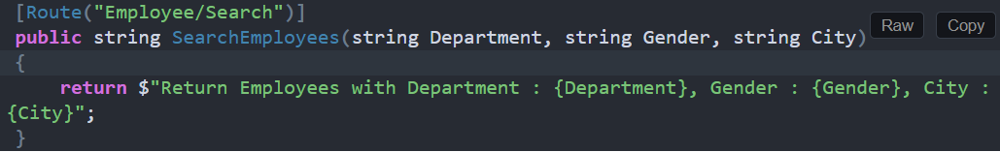 [Route("Employee/Search")]
Raw Copy
public string SearchEmployees(string Department, string Gender, string City)
{
return $"Return Employees with Department : {Department}, Gender : {Gender}, City :
{City}";
}